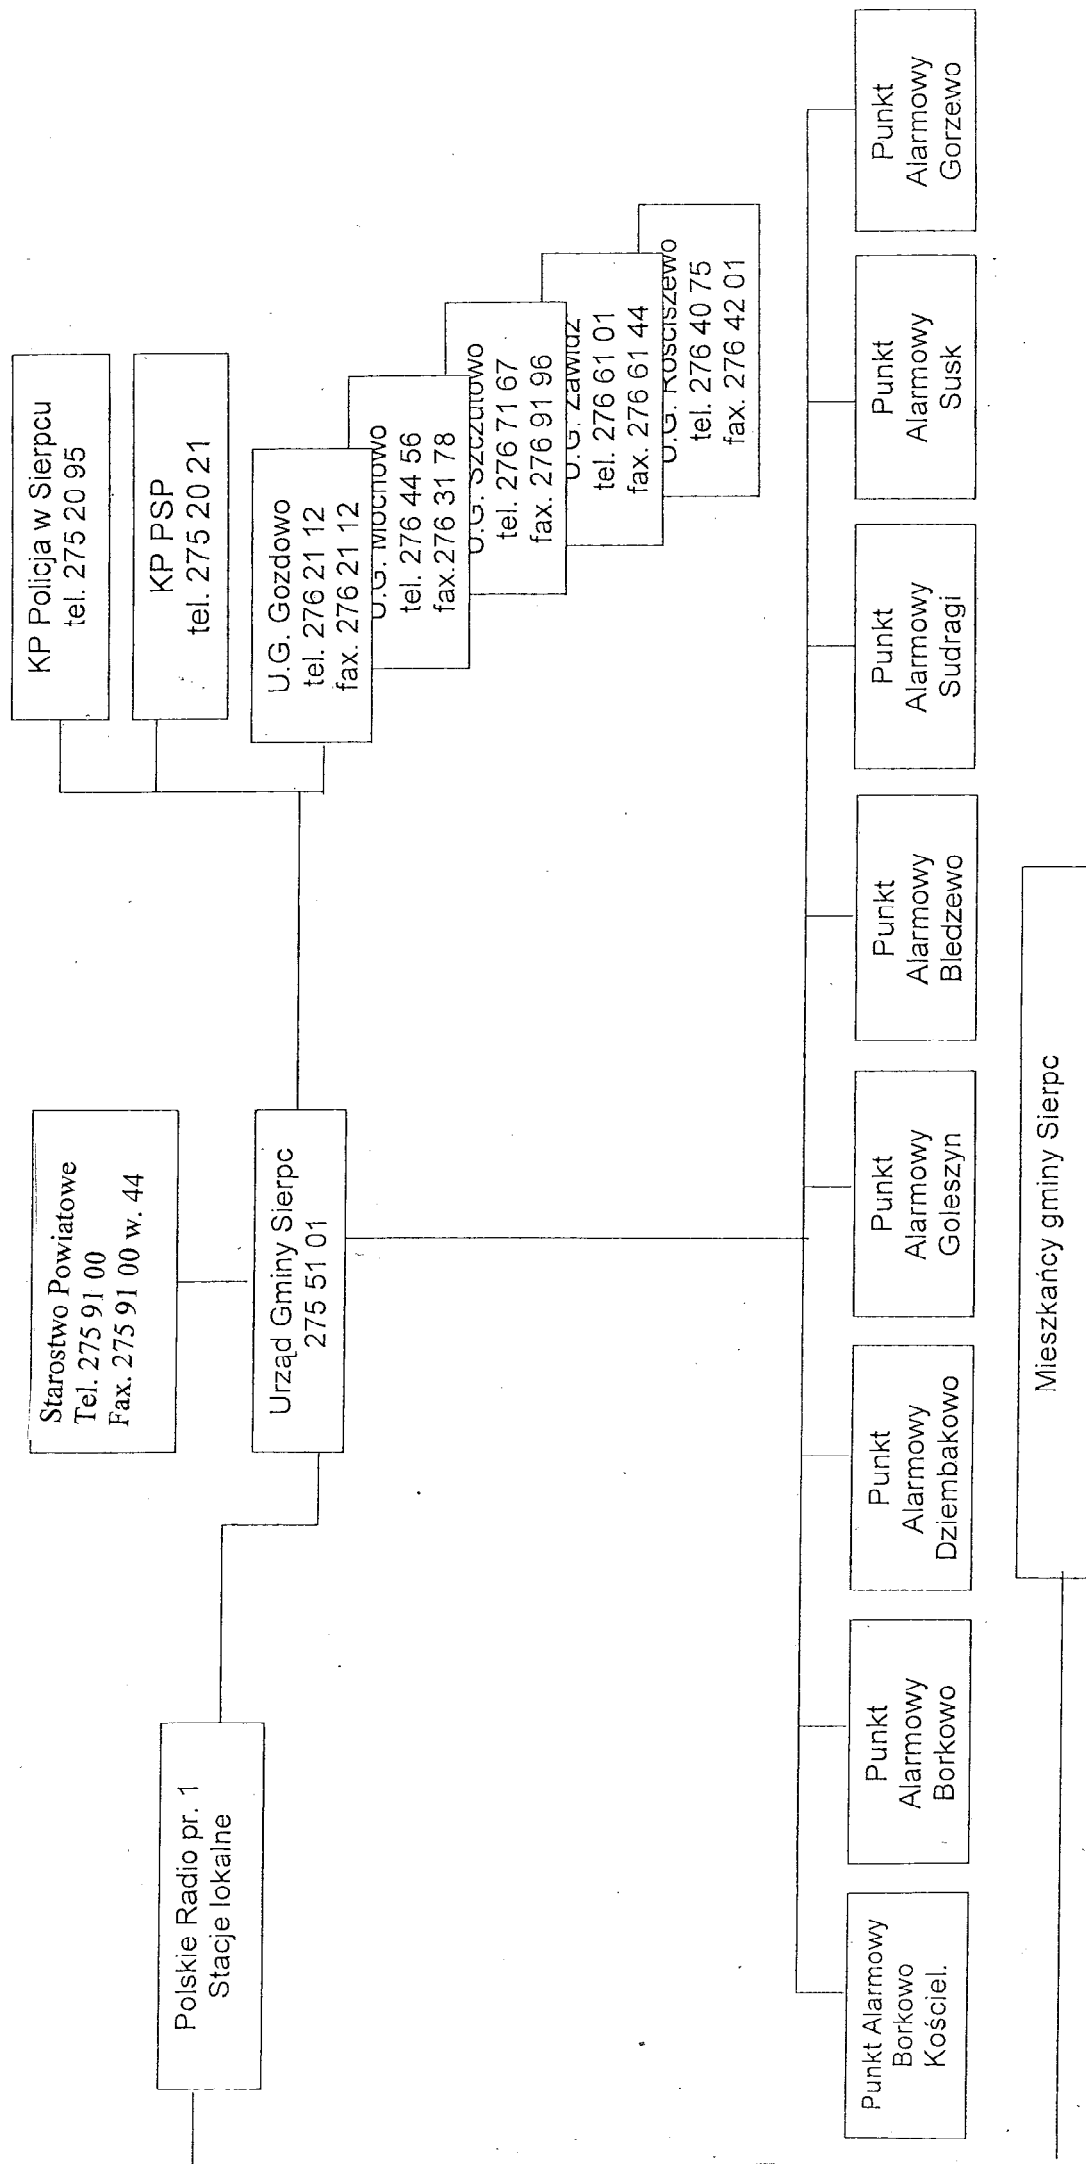 Starostwo Powiatowe
Tel. 275 91 00
Fax. 275 91 00 w. 44
KP Policja w Sierpcu
tel. 275 20 95
KP PSP
tel. 275 20 21
Polskie Radio pr. 1
Stacje lokalne
Urząd Gminy Sierpc
275 51 01
U.G. Gozdowo
tel. 276 21 12
fax. 276 21 12
U.G. Mochowo
tel. 276 44 56
fax.276 31 78
U.G. Szczutowo
tel. 276 71 67
fax. 276 91 96
U.G. Zawidz
tel. 276 61 01
fax. 276 61 44
U.G. Rościszewo
tel. 276 40 75
fax. 276 42 01
Punkt Alarmowy
Borkowo
Kościel.
Punkt
Alarmowy
Borkowo
Punkt
Alarmowy
Dziembakowo
Punkt
Alarmowy
Goleszyn
Punkt
Alarmowy
Bledzewo
Punkt
Alarmowy
Sudragi
Punkt
Alarmowy
Susk
Punkt
Alarmowy
Gorzewo
Mieszkańcy gminy Sierpc